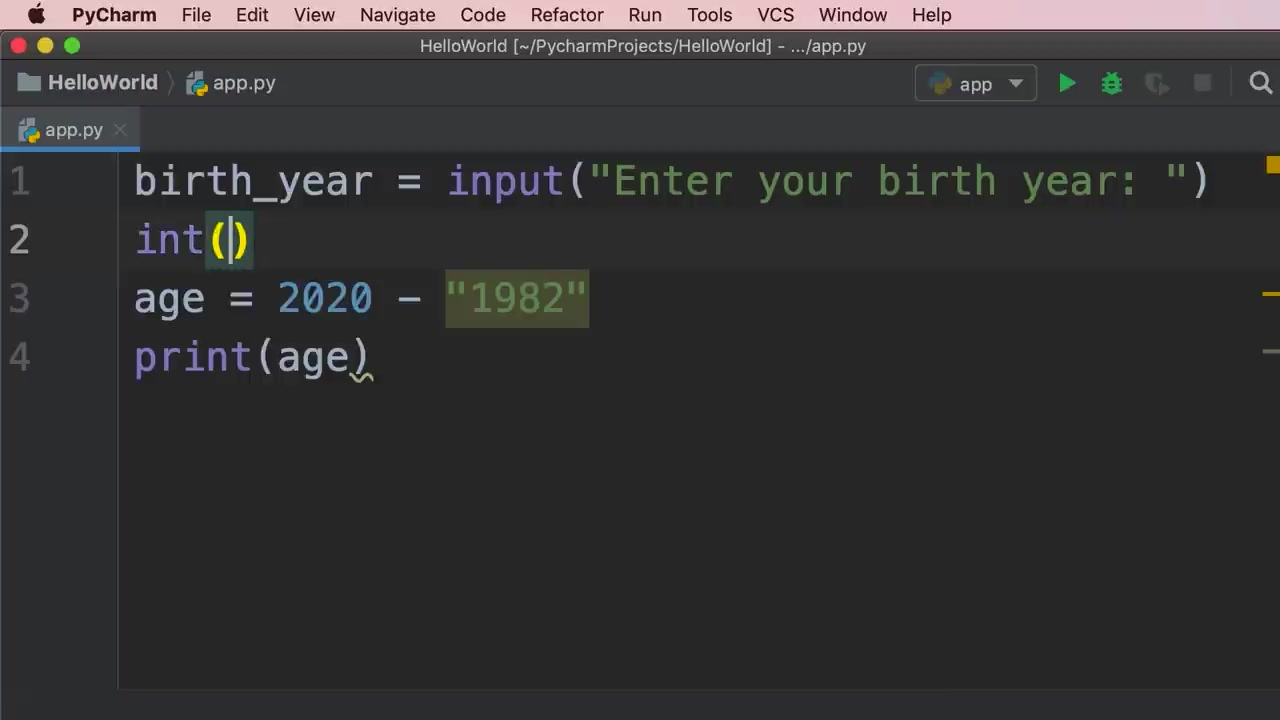 PyCharm File Edit View Navigate Code Refactor Run Tools VCS Window Help
HelloWorld [~/PycharmProjects/HelloWorld] - .../app.py
HelloWorld app.py app
app.py
1 birth_year = input("Enter your birth year: ")
2 int()
3 age = 2020 - "1982"
4 print(age)